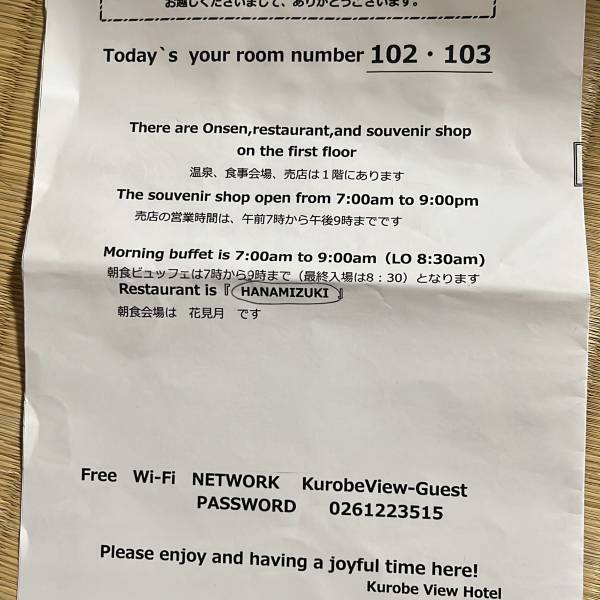 お越しくださいまして、ありがとうございます。
Today`s your room number 102・103
There are Onsen,restaurant,and souvenir shop
on the first floor
温泉、食事会場、売店は１階にあります
The souvenir shop open from 7:00am to 9:00pm
売店の営業時間は、午前7時から午後9時までです
Morning buffet is 7:00am to 9:00am（LO 8:30am）
朝食ビュッフェは7時から9時まで（最終入場は8：30）となります
Restaurant is『 HANAMIZUKI 』
朝食会場は　花見月　です
Free Wi-Fi NETWORK KurobeView-Guest
PASSWORD 0261223515
Please enjoy and having a joyful time here!
Kurobe View Hotel